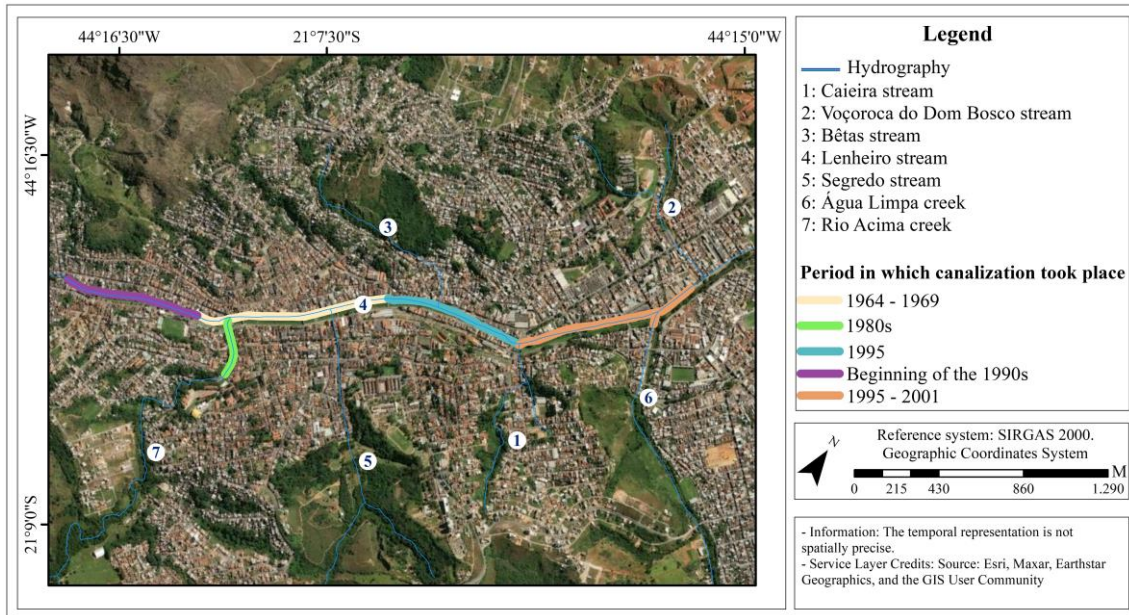 44°16'30"W
21°7'30"S
44°15'0"W
44°16'30"W
21°9'0"S
1
2
3
4
5
6
7
Legend
Hydrography
1: Caieira stream
2: Voçoroca do Dom Bosco stream
3: Bêtas stream
4: Lenheiro stream
5: Segredo stream
6: Água Limpa creek
7: Rio Acima creek
Period in which canalization took place
1964 - 1969
1980s
1995
Beginning of the 1990s
1995 - 2001
N
Reference system: SIRGAS 2000.
Geographic Coordinates System
M
0 215 430 860 1.290
- Information: The temporal representation is not
spatially precise.
- Service Layer Credits: Source: Esri, Maxar, Earthstar
Geographics, and the GIS User Community